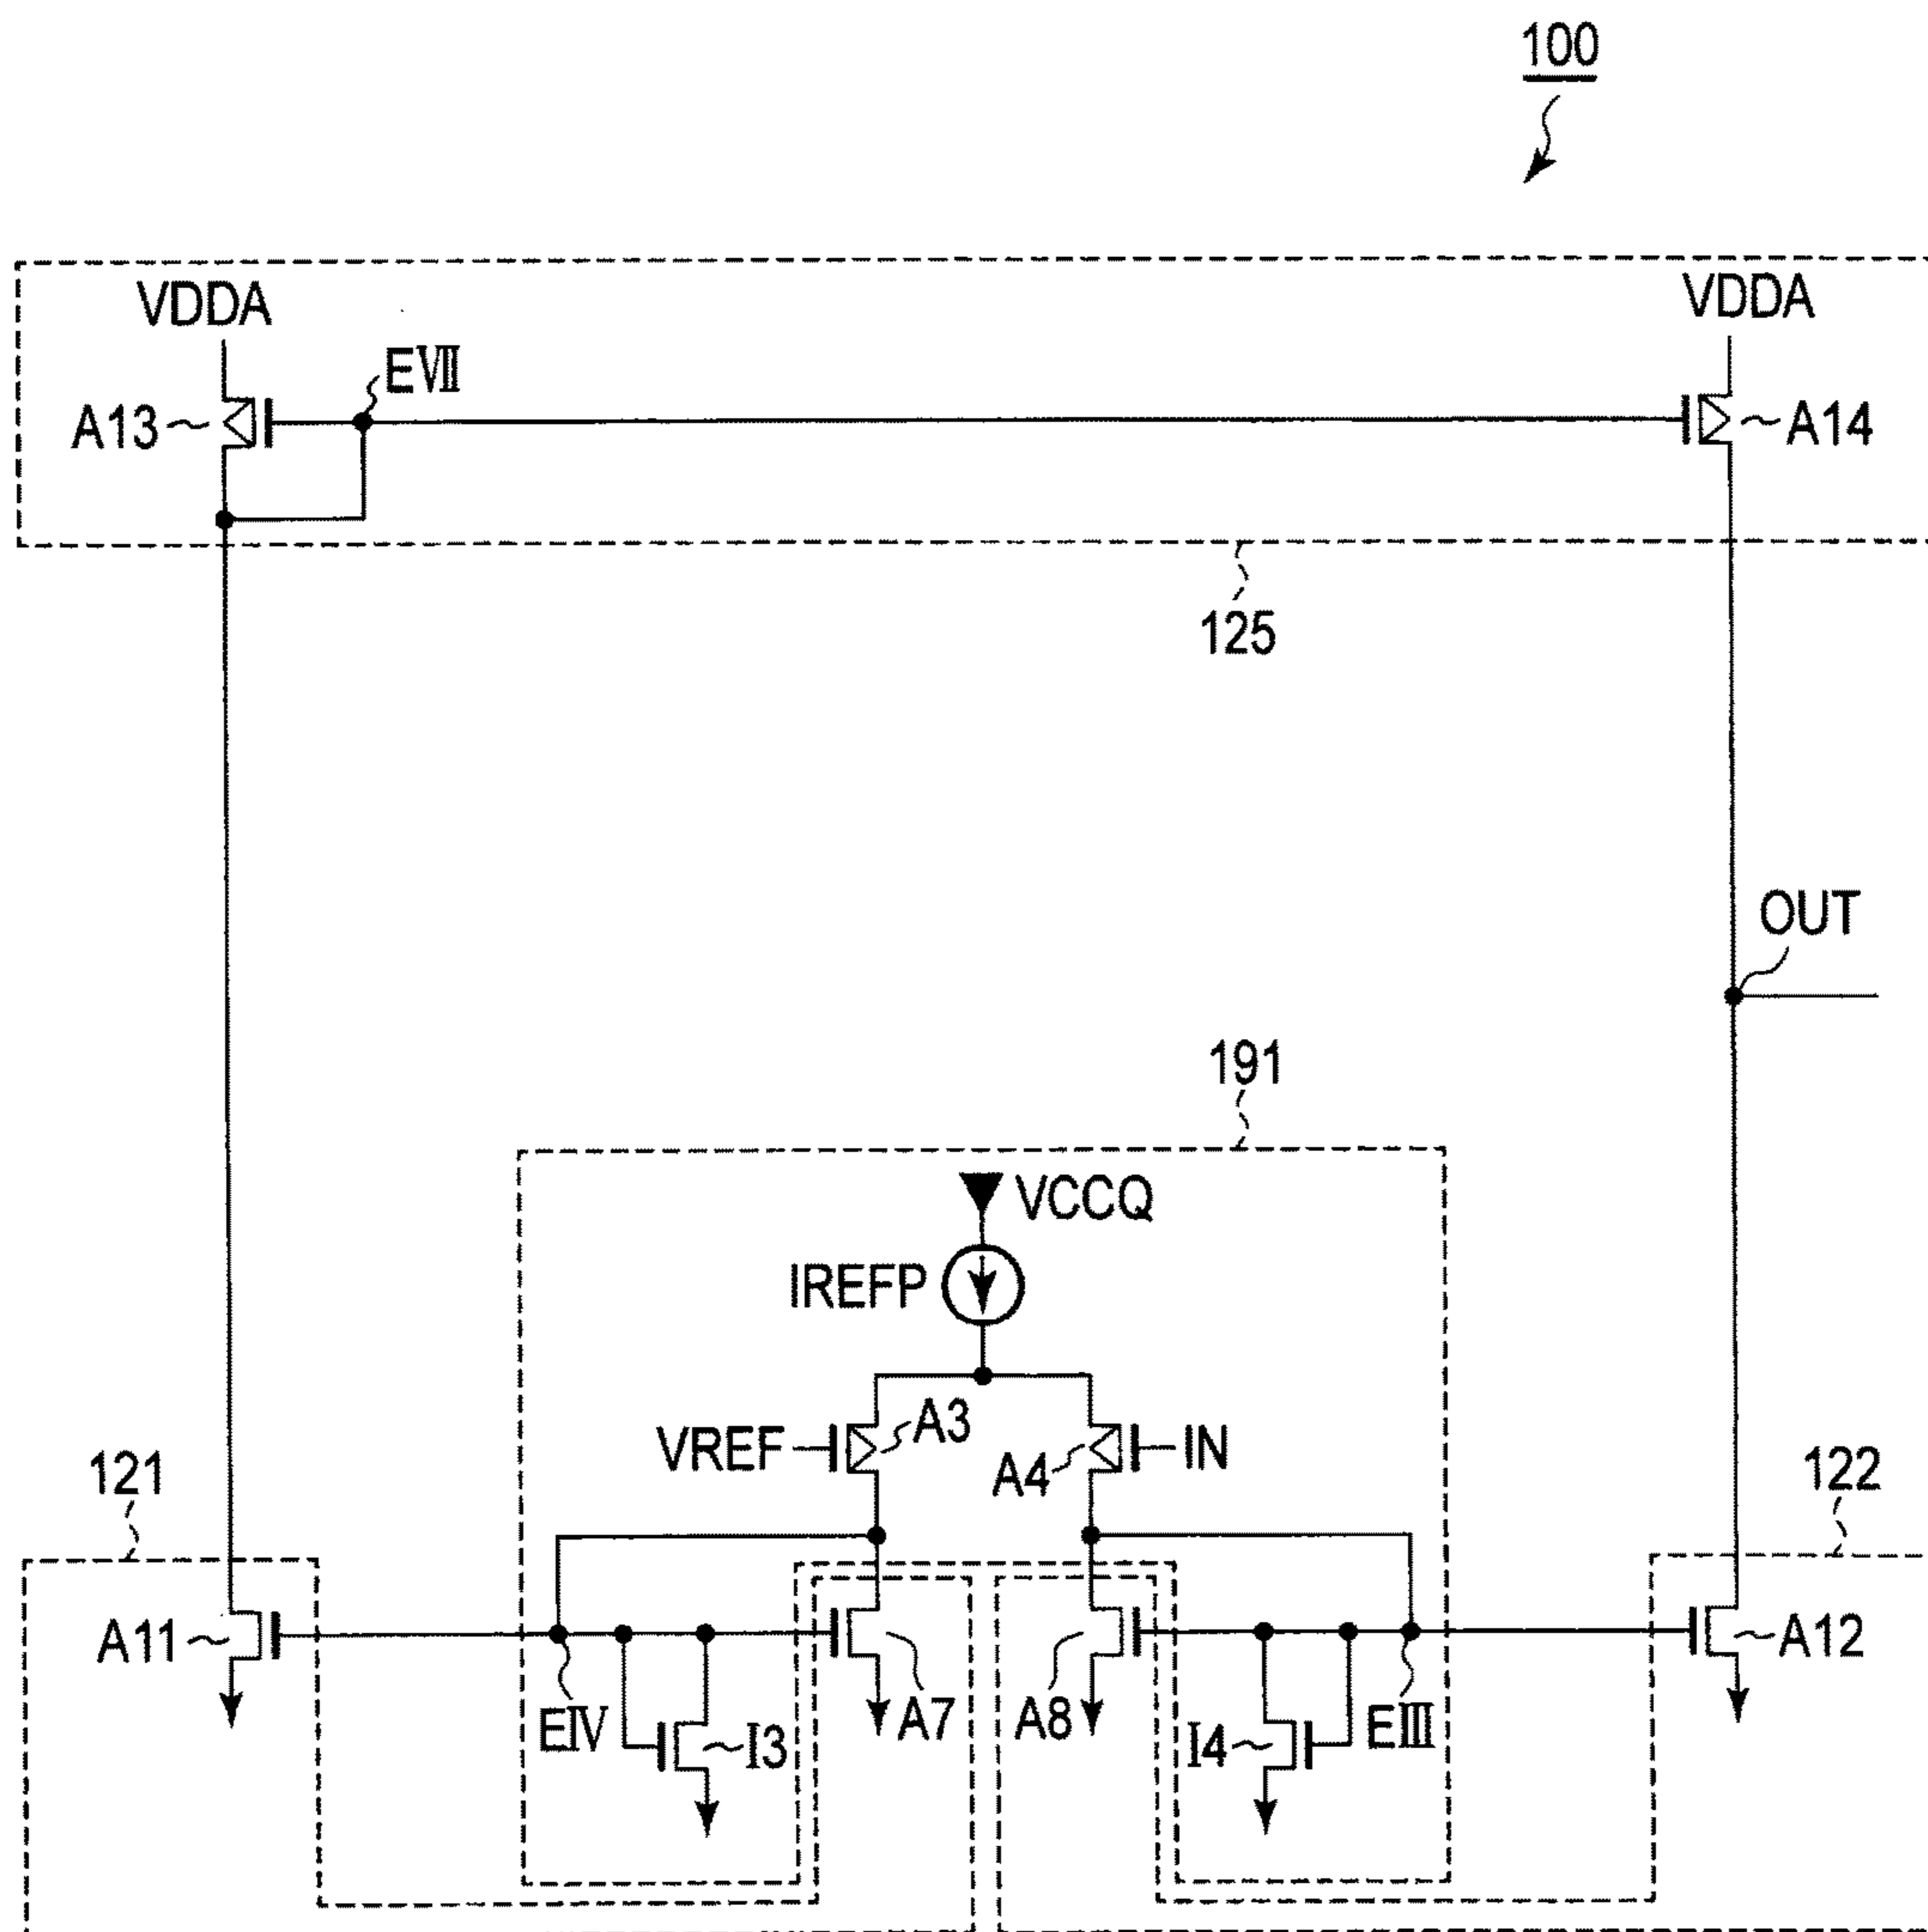 100
VDDA
VDDA
EⅦ
A13
A14
125
OUT
191
VCCQ
IREFP
A3
VREF
IN
A4
121
122
A11
A12
A7
A8
EⅣ
I3
I4
EⅢ